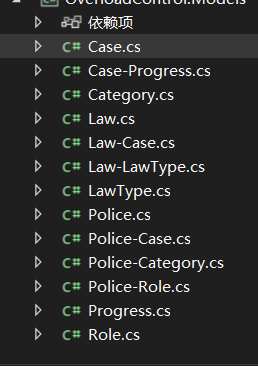 OverloadControl.Models
依赖项
C# Case.cs
C# Case-Progress.cs
C# Category.cs
C# Law.cs
C# Law-Case.cs
C# Law-LawType.cs
C# LawType.cs
C# Police.cs
C# Police-Case.cs
C# Police-Category.cs
C# Police-Role.cs
C# Progress.cs
C# Role.cs